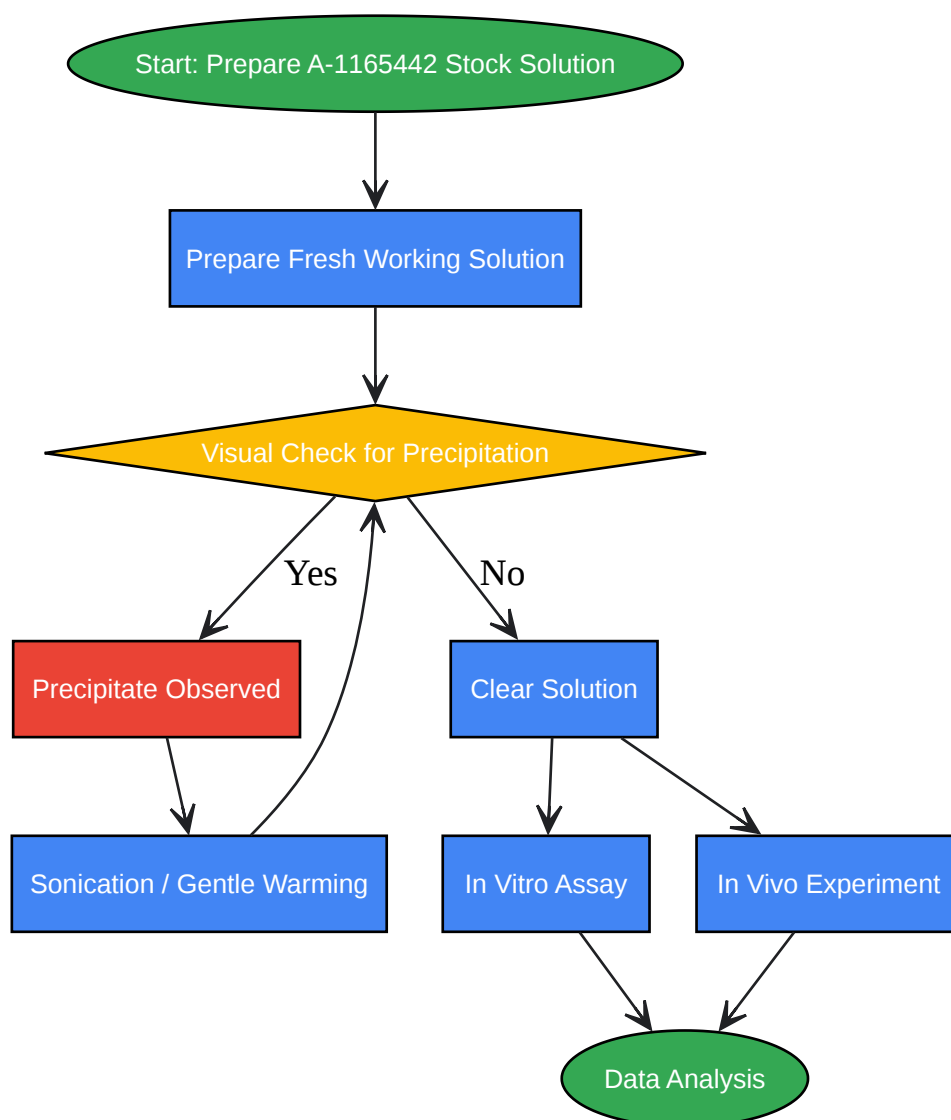 Start: Prepare A-1165442 Stock Solution
Prepare Fresh Working Solution
Visual Check for Precipitation
Yes
No
Precipitate Observed
Clear Solution
Sonication / Gentle Warming
In Vitro Assay
In Vivo Experiment
Data Analysis